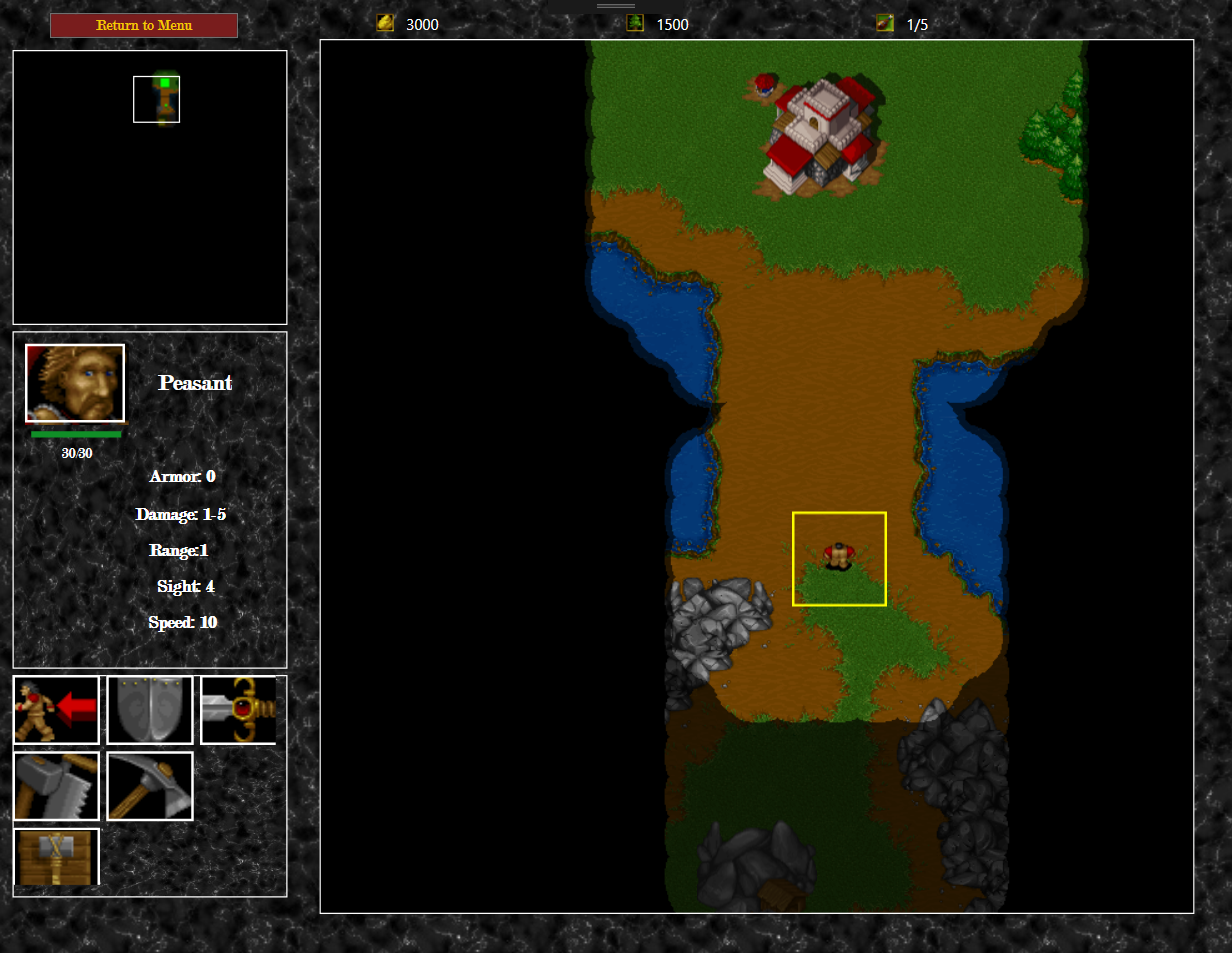 Return to Menu
3000
1500
1/5
Peasant
30/30
Armor: 0
Damage: 1-5
Range:1
Sight: 4
Speed: 10